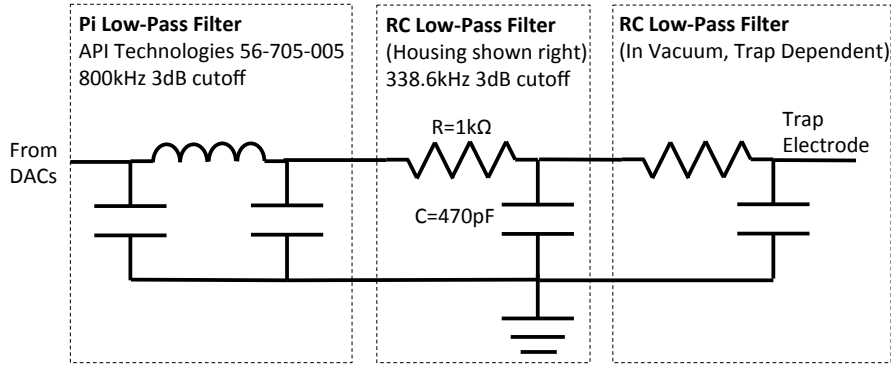 Pi Low-Pass Filter
API Technologies 56-705-005
800kHz 3dB cutoff
RC Low-Pass Filter
(Housing shown right)
338.6kHz 3dB cutoff
RC Low-Pass Filter
(In Vacuum, Trap Dependent)
From
DACs
R=1kΩ
C=470pF
Trap
Electrode